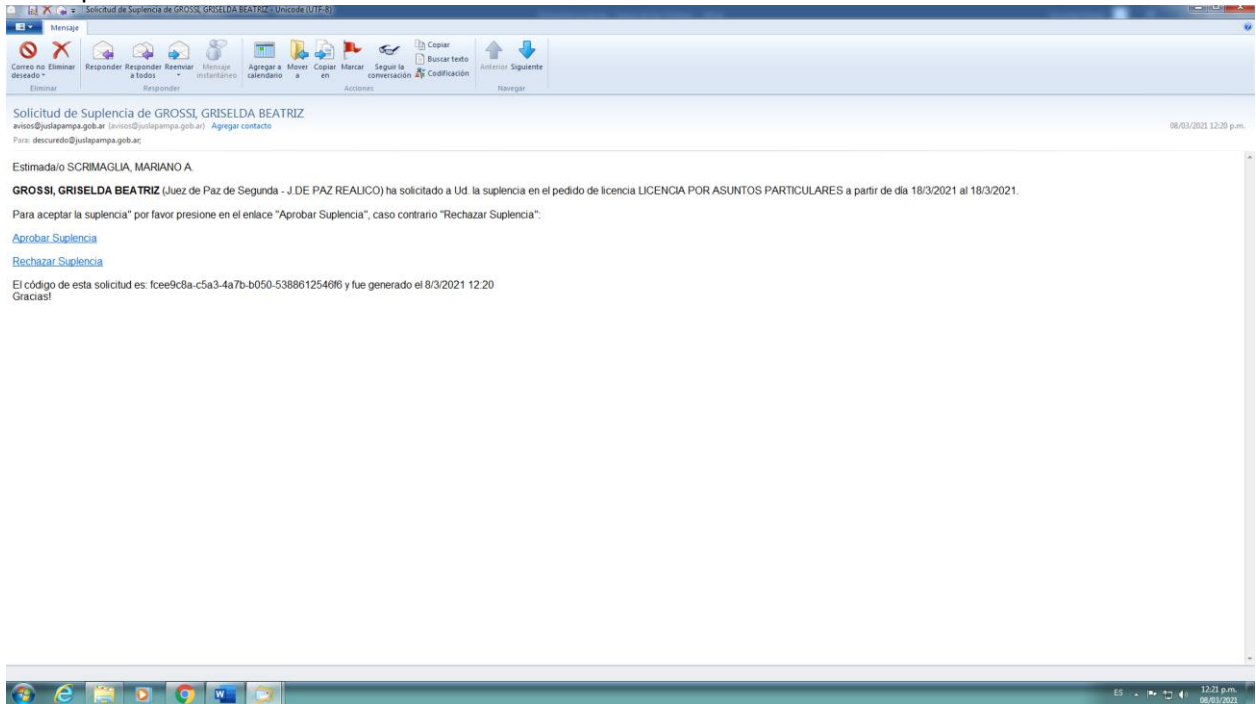 Solicitud de Suplencia de GROSSI, GRISELDA BEATRIZ - Unicode (UTF-8)
Mensaje
Correo no deseado
Eliminar
Responder
Responder a todos
Reenviar
Mensaje instantáneo
Agregar a calendario
Mover a
Copiar en
Marcar
Seguir la conversación
Copiar
Buscar texto
Codificación
Anterior
Siguiente
Eliminar
Responder
Acciones
Navegar
Solicitud de Suplencia de GROSSI, GRISELDA BEATRIZ
avisos@juslapampa.gob.ar (avisos@juslapampa.gob.ar) Agregar contacto
08/03/2021 12:20 p.m.
Para: descuredo@juslapampa.gob.ar;
Estimada/o SCRIMAGLIA, MARIANO A.
GROSSI, GRISELDA BEATRIZ (Juez de Paz de Segunda - J.DE PAZ REALICO) ha solicitado a Ud. la suplencia en el pedido de licencia LICENCIA POR ASUNTOS PARTICULARES a partir de día 18/3/2021 al 18/3/2021.
Para aceptar la suplencia" por favor presione en el enlace "Aprobar Suplencia", caso contrario "Rechazar Suplencia":
Aprobar Suplencia
Rechazar Suplencia
El código de esta solicitud es: fcee9c8a-c5a3-4a7b-b050-5388612546f6 y fue generado el 8/3/2021 12:20
Gracias!
ES
12:21 p.m.
08/03/2021